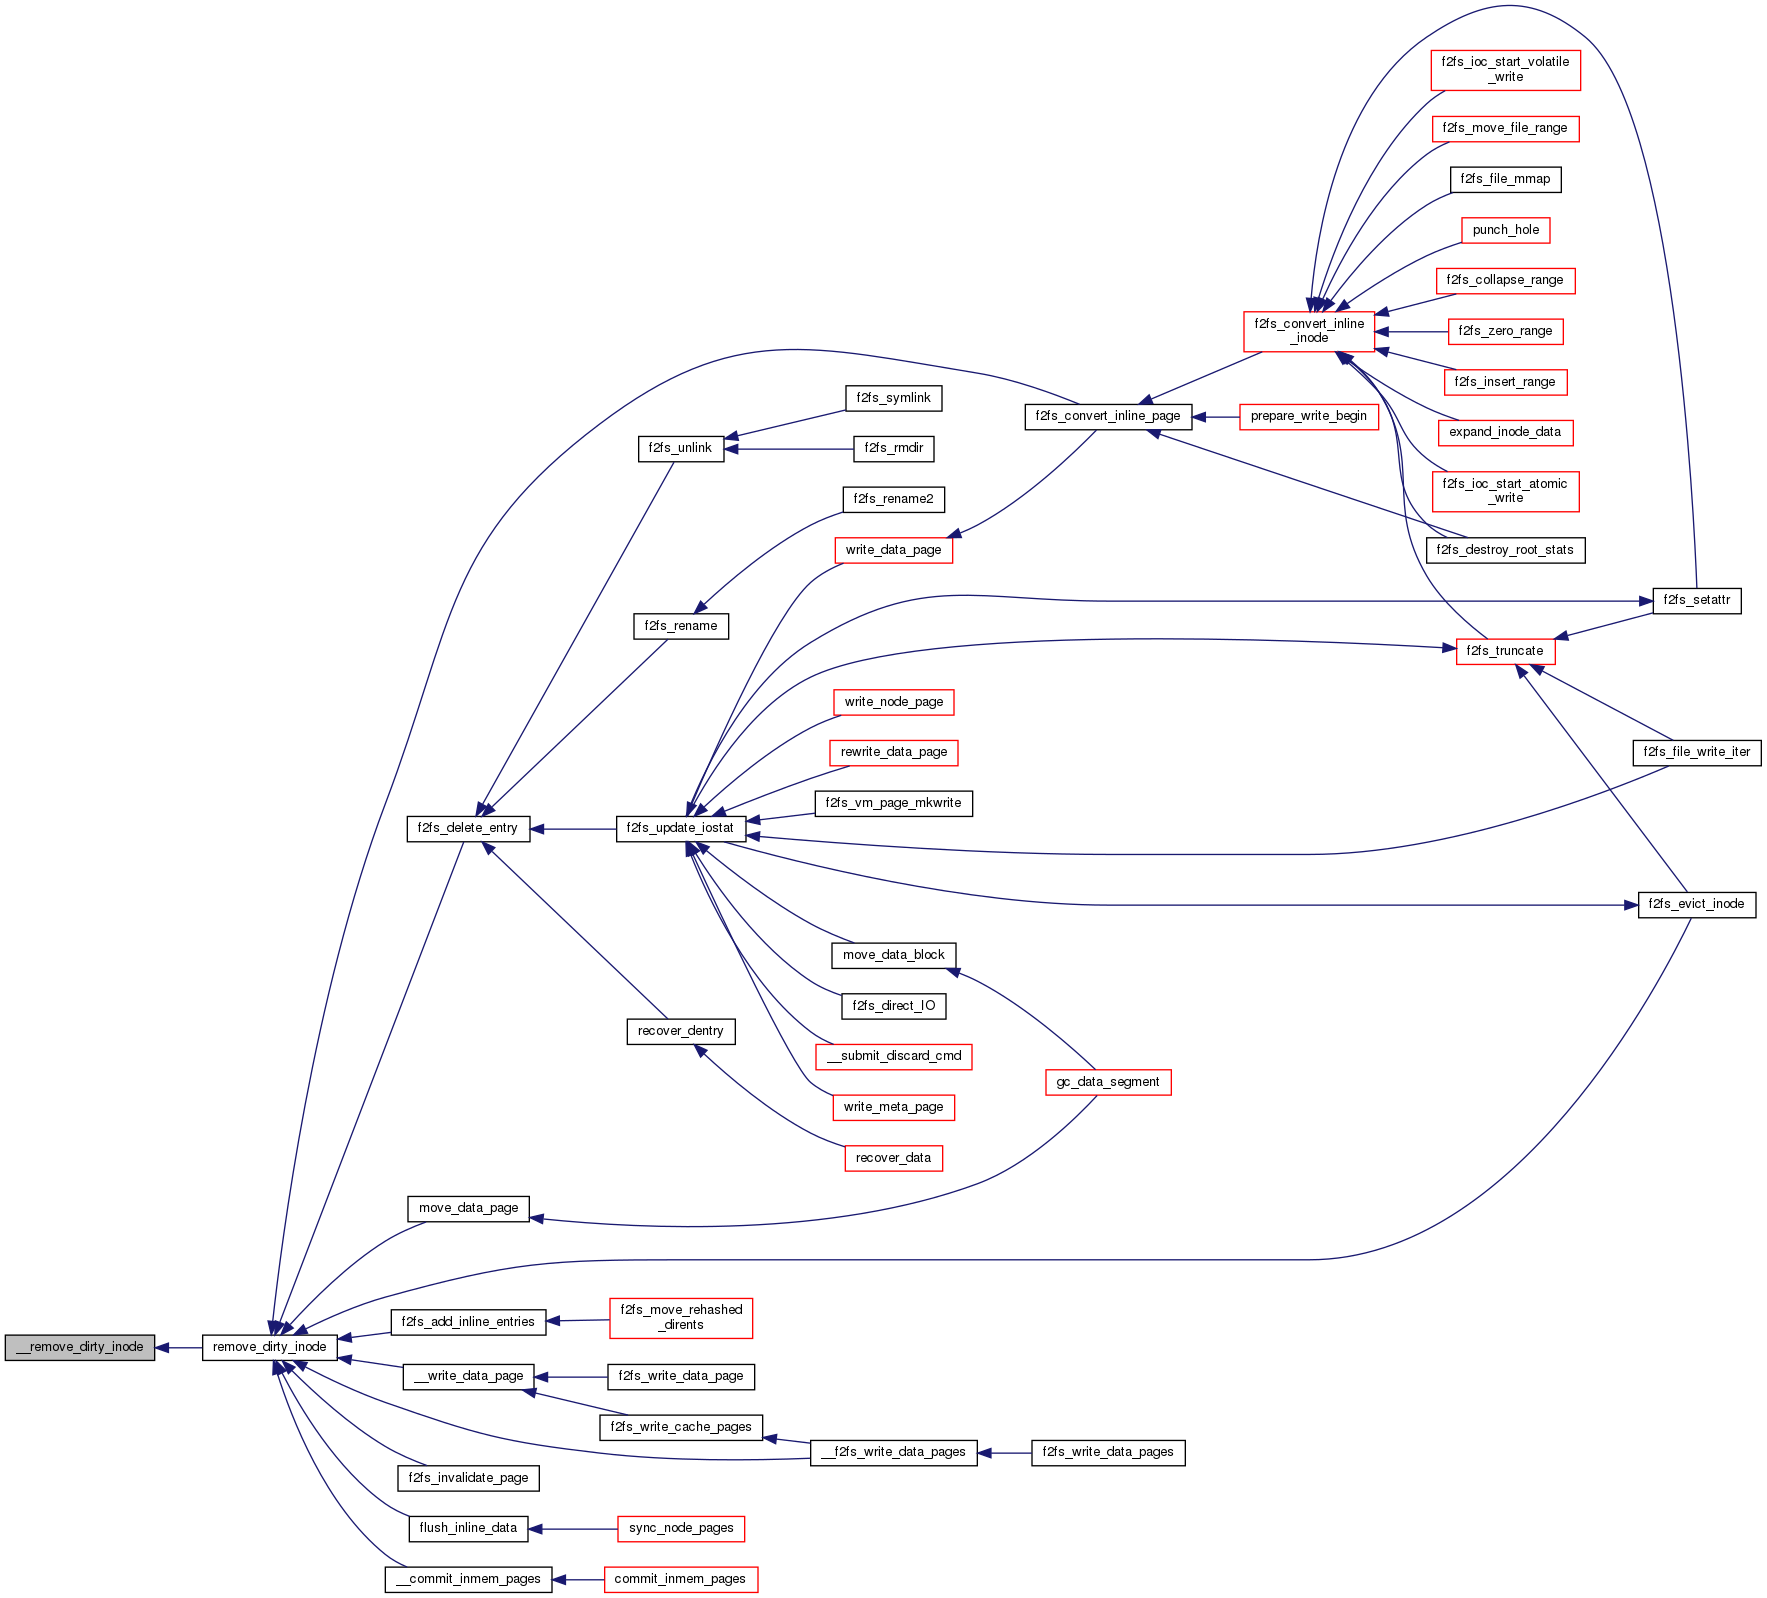 f2fs_ioc_start_volatile
_write
f2fs_move_file_range
f2fs_file_mmap
punch_hole
f2fs_collapse_range
f2fs_convert_inline
_inode
f2fs_zero_range
f2fs_insert_range
f2fs_symlink
f2fs_convert_inline_page
prepare_write_begin
expand_inode_data
f2fs_unlink
f2fs_rmdir
f2fs_ioc_start_atomic
_write
f2fs_rename2
write_data_page
f2fs_destroy_root_stats
f2fs_setattr
f2fs_rename
f2fs_truncate
write_node_page
rewrite_data_page
f2fs_file_write_iter
f2fs_vm_page_mkwrite
f2fs_delete_entry
f2fs_update_iostat
f2fs_evict_inode
move_data_block
f2fs_direct_IO
recover_dentry
__submit_discard_cmd
gc_data_segment
write_meta_page
recover_data
move_data_page
f2fs_add_inline_entries
f2fs_move_rehashed
_dirents
__remove_dirty_inode
remove_dirty_inode
__write_data_page
f2fs_write_data_page
f2fs_write_cache_pages
__f2fs_write_data_pages
f2fs_write_data_pages
f2fs_invalidate_page
flush_inline_data
sync_node_pages
__commit_inmem_pages
commit_inmem_pages